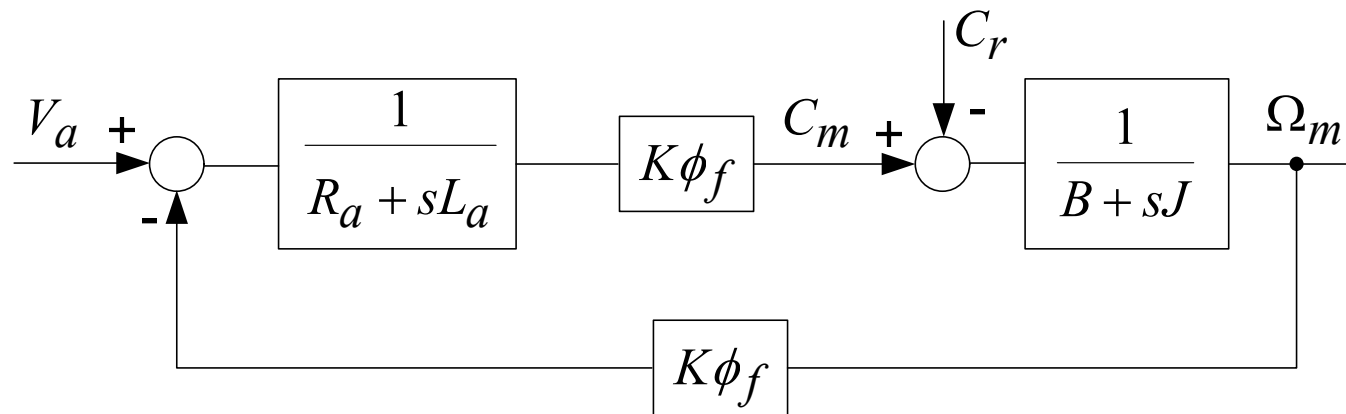 V_a
+
-
1
R_a + sL_a
Kϕ_f
C_m
+
C_r
-
1
B + sJ
Ω_m
Kϕ_f